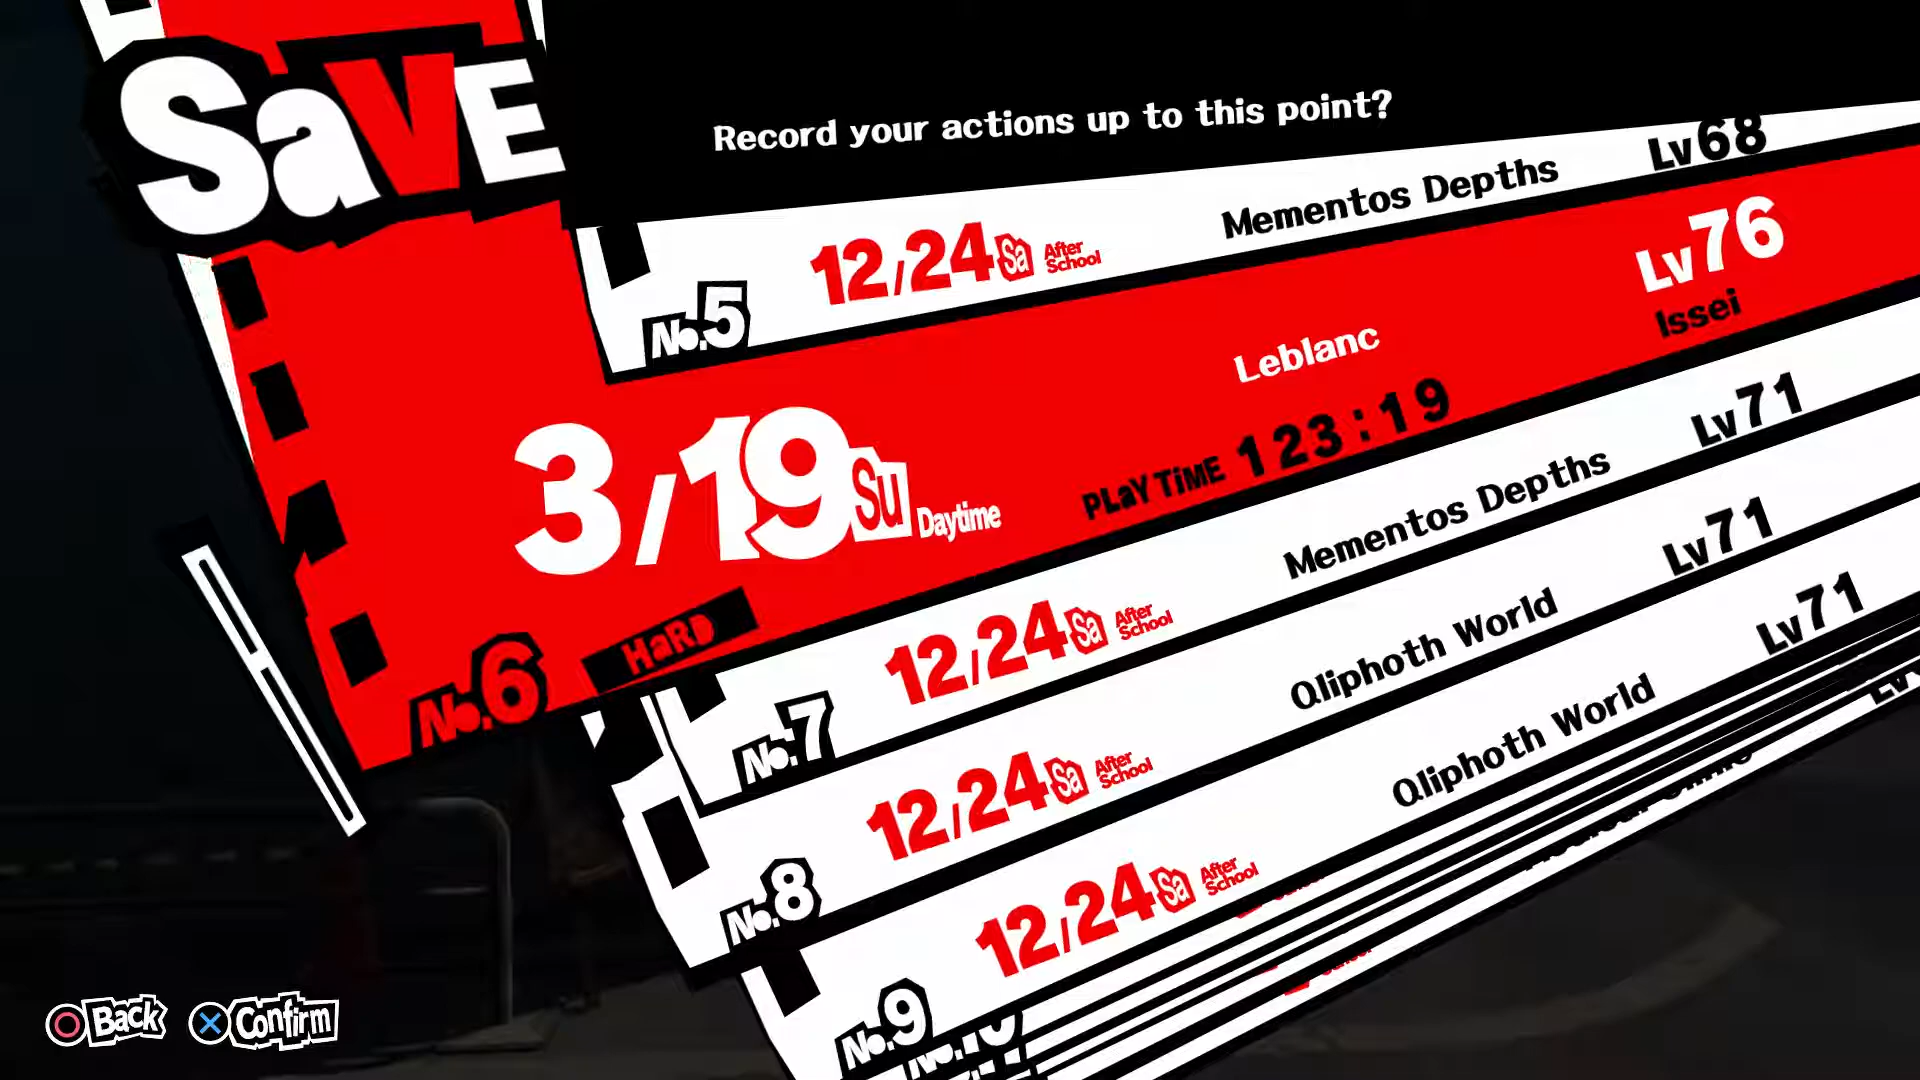 SaVE
Record your actions up to this point?
No.5 12/24 Sa After School Mementos Depths Lv68
No.6 3/19 Su Daytime Leblanc Lv76
Issei
PLaY TiME 123:19
HaRD
No.7 12/24 Sa After School Mementos Depths Lv71
No.8 12/24 Sa After School Qliphoth World Lv71
No.9 12/24 Sa After School Qliphoth World Lv71
No.10
Back Confirm